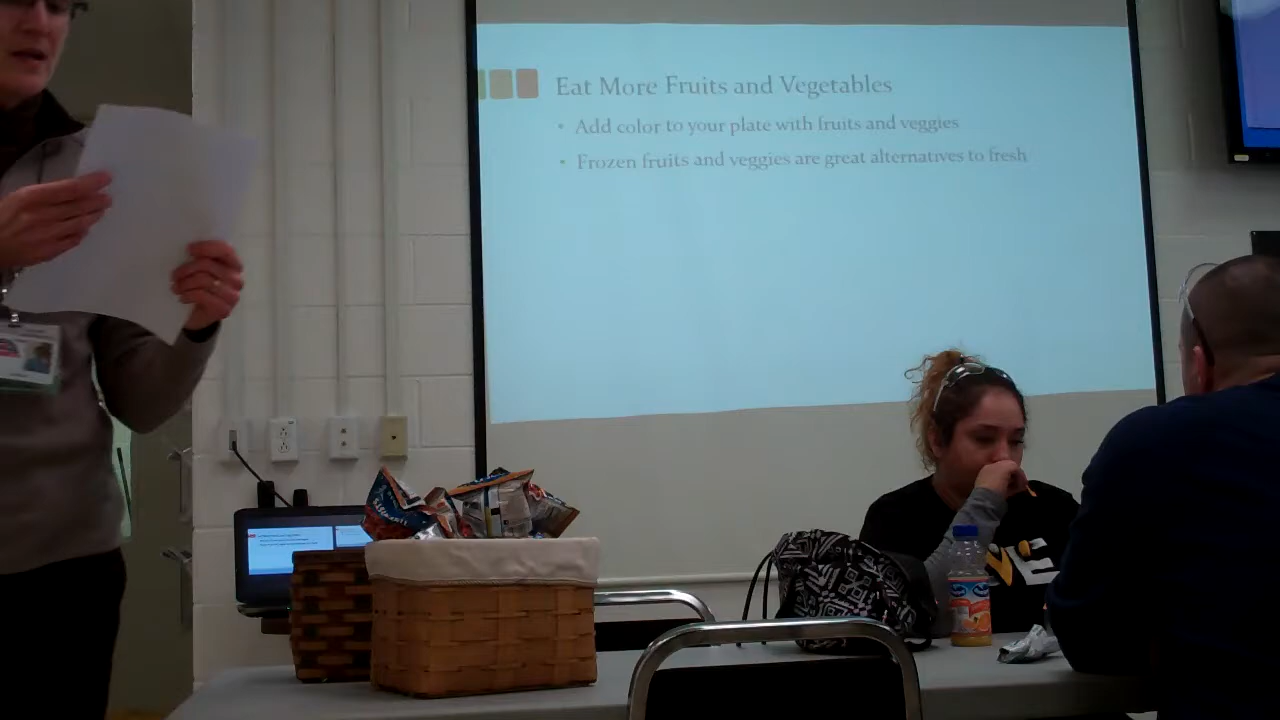 Eat More Fruits and Vegetables
Add color to your plate with fruits and veggies
Frozen fruits and veggies are great alternatives to fresh